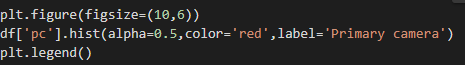 plt.figure(figsize=(10,6))
df['pc'].hist(alpha=0.5,color='red',label='Primary camera')
plt.legend()